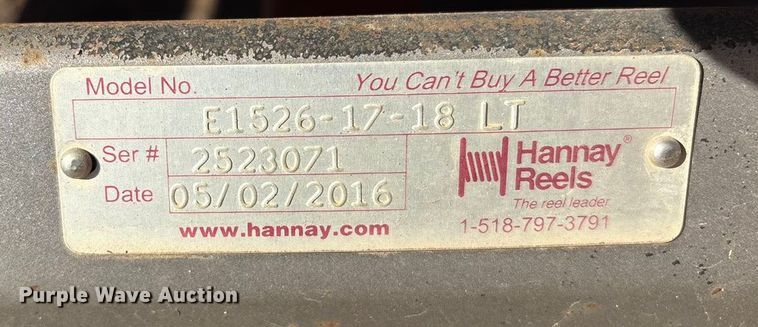 Model No. You Can't Buy A Better Reel
E1526-17-18 LT
Ser # 2523071
Date 05/02/2016
Hannay®
Reels
The reel leader
www.hannay.com 1-518-797-3791
Purple Wave Auction